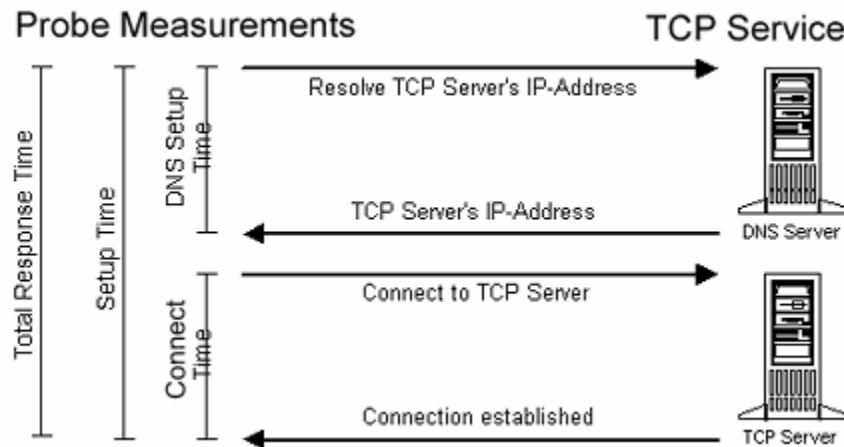 Probe Measurements
TCP Service
Total Response Time
Setup Time
DNS Setup
Time
Resolve TCP Server's IP-Address
TCP Server's IP-Address
DNS Server
Connect
Time
Connect to TCP Server
Connection established
TCP Server